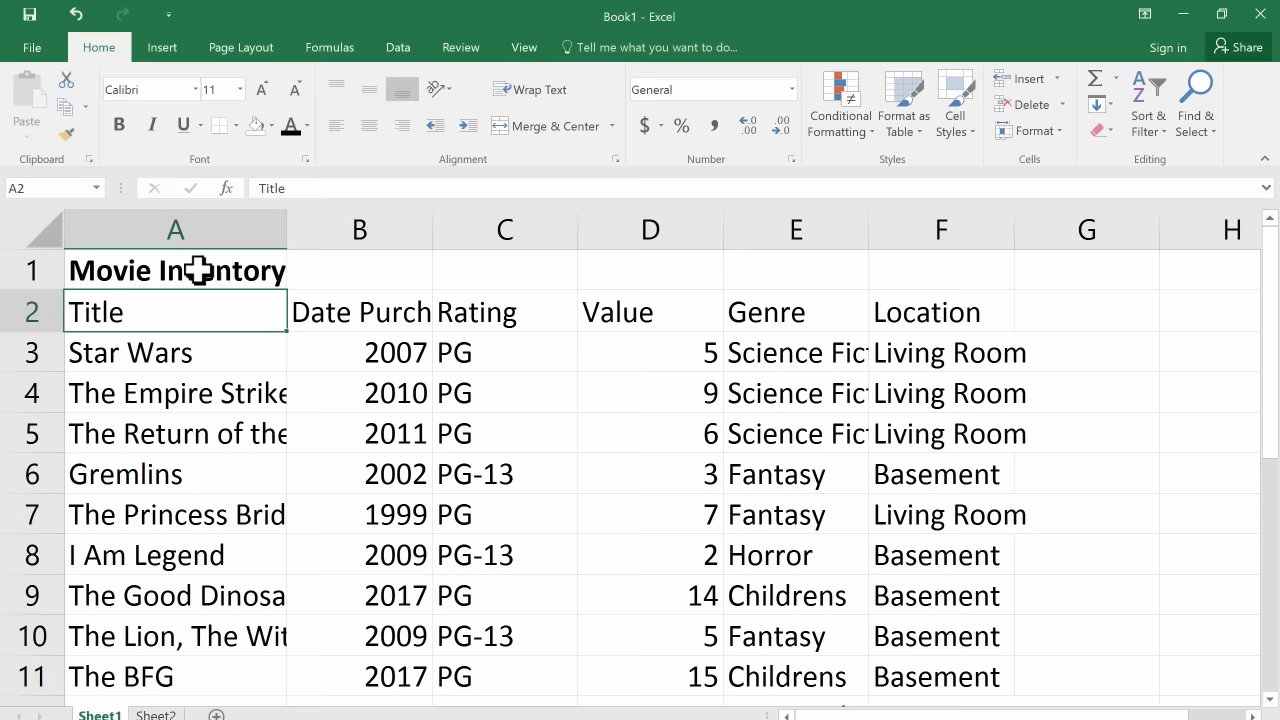 Book1 - Excel
File Home Insert Page Layout Formulas Data Review View Tell me what you want to do... Sign in Share
Paste
Calibri 11
B I U A
Wrap Text
Merge & Center
General
$ % ,
Conditional Formatting
Format as Table
Cell Styles
Insert
Delete
Format
Sort & Filter
Find & Select
Clipboard Font Alignment Number Styles Cells Editing
A2 fx Title
A B C D E F G H
1 Movie Inventory
2 Title Date Purch Rating Value Genre Location
3 Star Wars 2007 PG 5 Science Fict Living Room
4 The Empire Strike 2010 PG 9 Science Fict Living Room
5 The Return of the 2011 PG 6 Science Fict Living Room
6 Gremlins 2002 PG-13 3 Fantasy Basement
7 The Princess Brid 1999 PG 7 Fantasy Living Room
8 I Am Legend 2009 PG-13 2 Horror Basement
9 The Good Dinosa 2017 PG 14 Childrens Basement
10 The Lion, The Wit 2009 PG-13 5 Fantasy Basement
11 The BFG 2017 PG 15 Childrens Basement
Sheet1 Sheet2